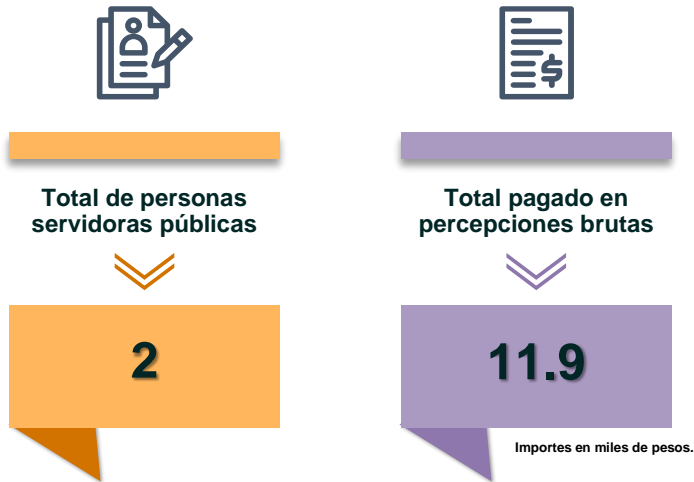 Total de personas
servidoras públicas
2
Total pagado en
percepciones brutas
11.9
Importes en miles de pesos.